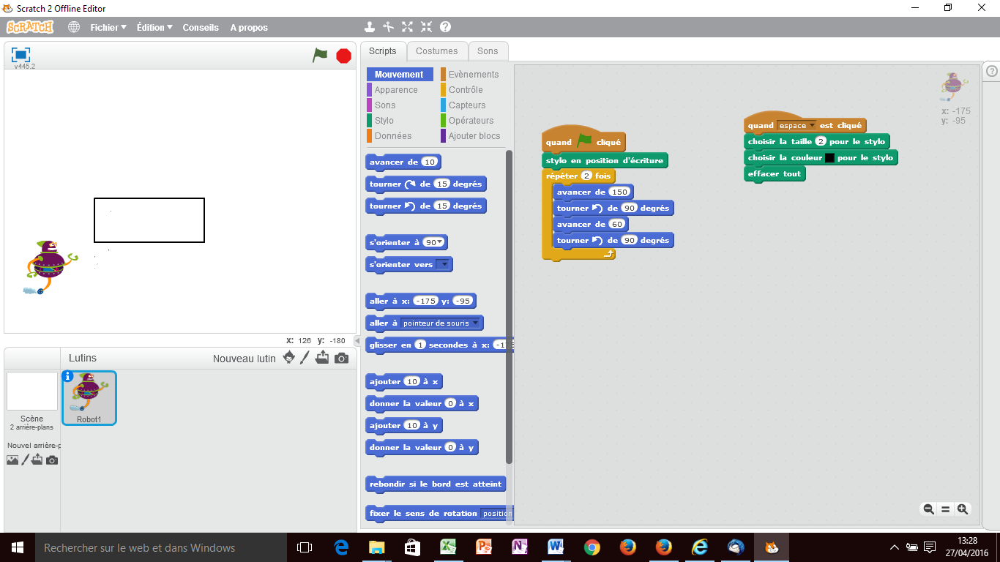 Scratch 2 Offline Editor
SCRATCH Fichier Édition Conseils A propos
v445.2
Scripts Costumes Sons
Mouvement Evènements
Apparence Contrôle
Sons Capteurs
Stylo Opérateurs
Données Ajouter blocs
avancer de 10
tourner de 15 degrés
tourner de 15 degrés
s'orienter à 90
s'orienter vers
aller à x: -175 y: -95
aller à pointeur de souris
glisser en 1 secondes à x: -175
ajouter 10 à x
donner la valeur 0 à x
ajouter 10 à y
donner la valeur 0 à y
rebondir si le bord est atteint
fixer le sens de rotation position
quand cliqué
stylo en position d'écriture
répéter 2 fois
avancer de 150
tourner de 90 degrés
avancer de 60
tourner de 90 degrés
quand espace est cliqué
choisir la taille 2 pour le stylo
choisir la couleur pour le stylo
effacer tout
x: -175
y: -95
x: 126 y: -180
Lutins Nouveau lutin
Scène
2 arrière-plans
Nouvel arrière-p
Robot1
Rechercher sur le web et dans Windows
13:28
27/04/2016